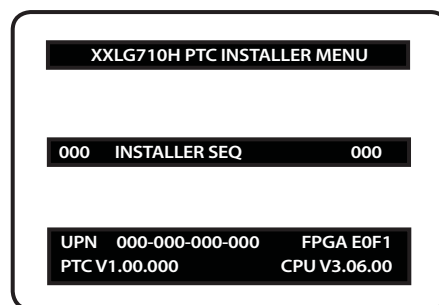 XXLG710H PTC INSTALLER MENU
000 INSTALLER SEQ 000
UPN 000-000-000-000 FPGA E0F1
PTC V1.00.000 CPU V3.06.00